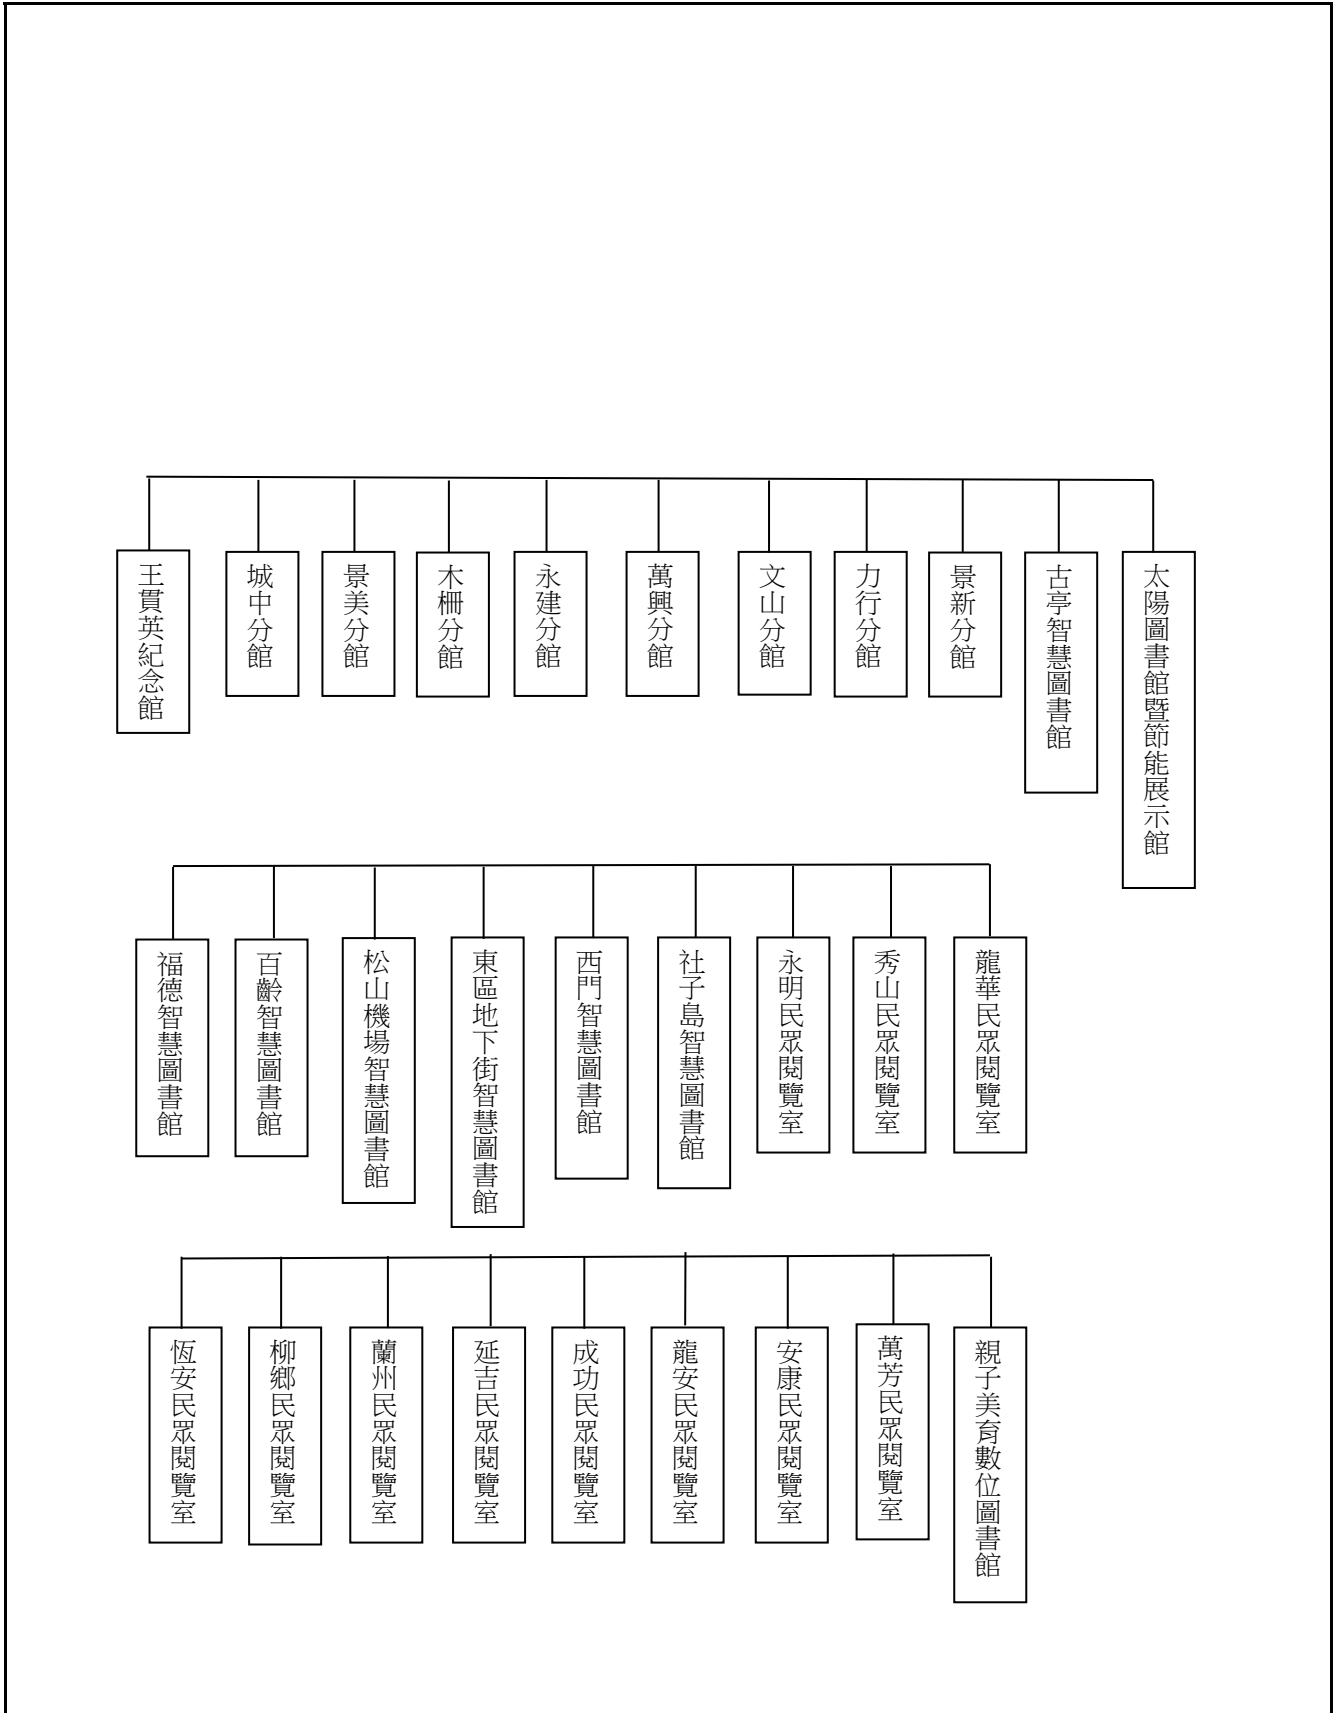 王貫英紀念館
城中分館
景美分館
木柵分館
永建分館
萬興分館
文山分館
力行分館
景新分館
古亭智慧圖書館
太陽圖書館暨節能展示館
福德智慧圖書館
百齡智慧圖書館
松山機場智慧圖書館
東區地下街智慧圖書館
西門智慧圖書館
社子島智慧圖書館
永明民眾閱覽室
秀山民眾閱覽室
龍華民眾閱覽室
恆安民眾閱覽室
柳鄉民眾閱覽室
蘭州民眾閱覽室
延吉民眾閱覽室
成功民眾閱覽室
龍安民眾閱覽室
安康民眾閱覽室
萬芳民眾閱覽室
親子美育數位圖書館